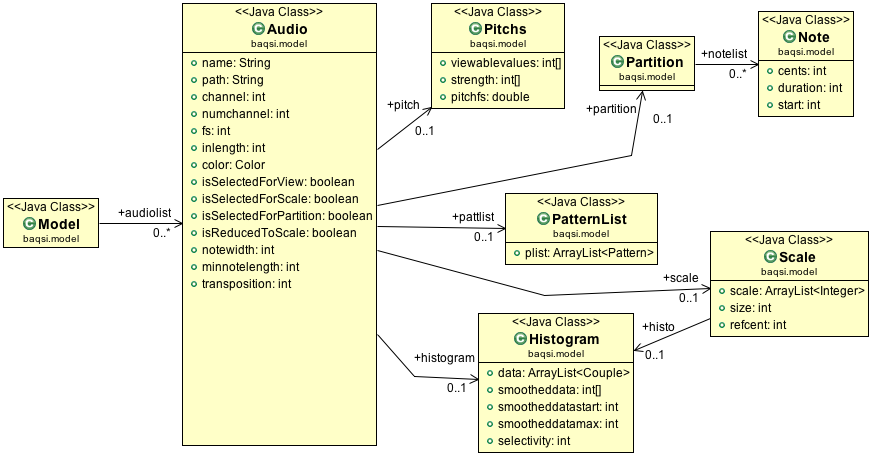 <<Java Class>>
Model
baqsi.model
+audiolist
0..*
<<Java Class>>
Audio
baqsi.model
name: String
path: String
channel: int
numchannel: int
fs: int
inlength: int
color: Color
isSelectedForView: boolean
isSelectedForScale: boolean
isSelectedForPartition: boolean
isReducedToScale: boolean
notewidth: int
minnotelength: int
transposition: int
+pitch
0..1
<<Java Class>>
Pitchs
baqsi.model
viewablevalues: int[]
strength: int[]
pitchfs: double
+partition
0..1
<<Java Class>>
Partition
baqsi.model
+notelist
0..*
<<Java Class>>
Note
baqsi.model
cents: int
duration: int
start: int
+pattlist
0..1
<<Java Class>>
PatternList
baqsi.model
plist: ArrayList<Pattern>
+scale
0..1
<<Java Class>>
Scale
baqsi.model
scale: ArrayList<Integer>
size: int
refcent: int
+histo
0..1
+histogram
0..1
<<Java Class>>
Histogram
baqsi.model
data: ArrayList<Couple>
smootheddata: int[]
smootheddatastart: int
smootheddatamax: int
selectivity: int